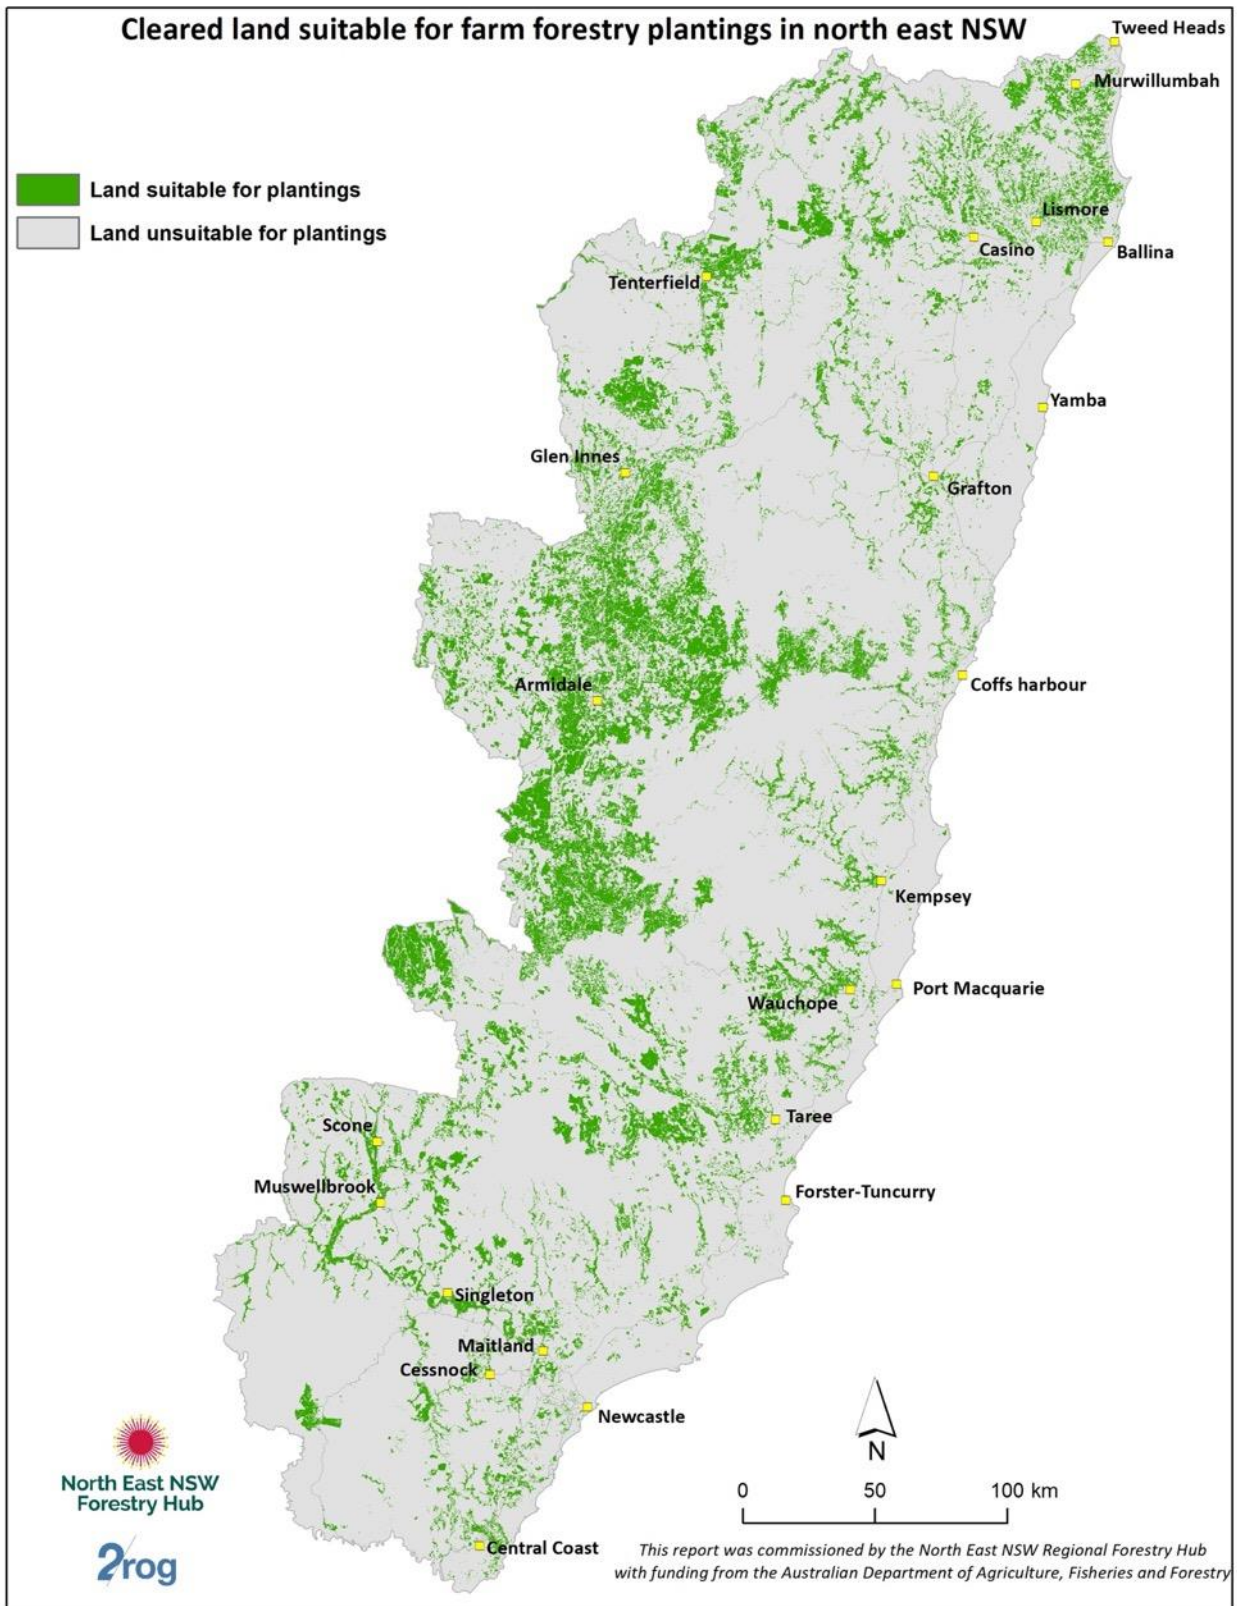 Cleared land suitable for farm forestry plantings in north east NSW
Tweed Heads
Murwillumbah
Land suitable for plantings
Land unsuitable for plantings
Lismore
Casino
Ballina
Tenterfield
Yamba
Glen Innes
Grafton
Armidale
Coffs harbour
Kempsey
Wauchope
Port Macquarie
Taree
Scone
Muswellbrook
Forster-Tuncurry
Singleton
Maitland
Cessnock
Newcastle
N
North East NSW
Forestry Hub
0 50 100 km
2rog
Central Coast
This report was commissioned by the North East NSW Regional Forestry Hub
with funding from the Australian Department of Agriculture, Fisheries and Forestry